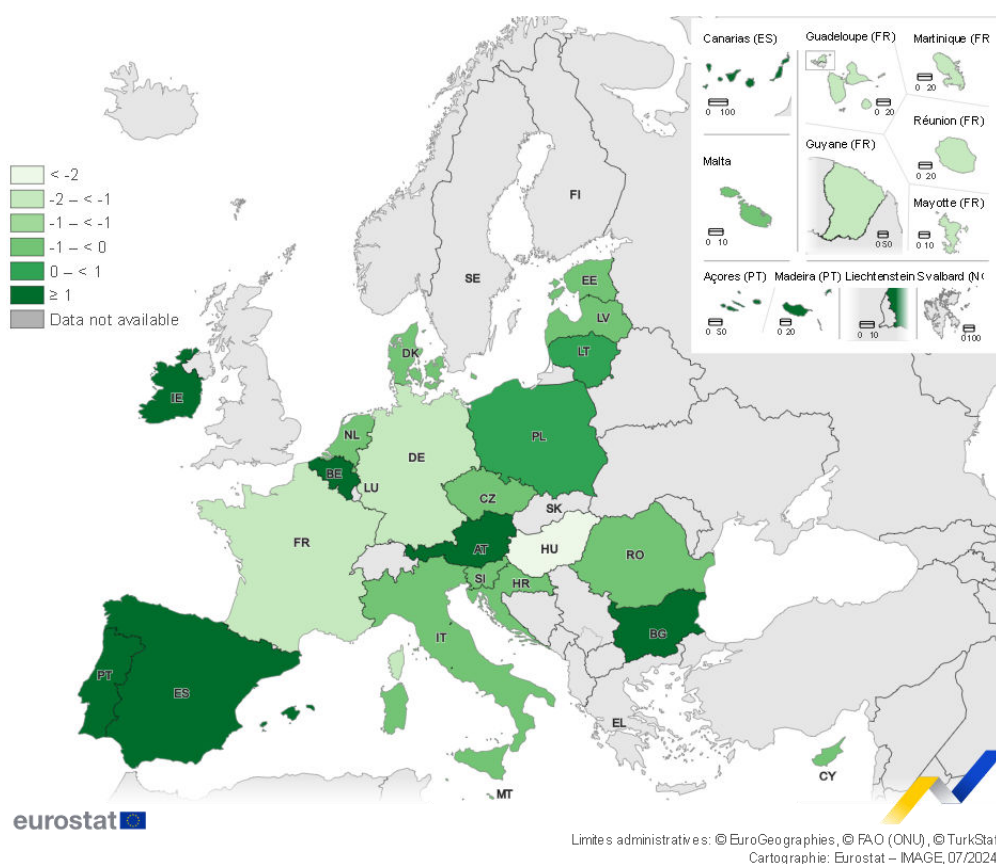 Canarias (ES)
0 100
Guadeloupe (FR)
0 20
Martinique (FR
0 20
Réunion (FR)
0 20
Malta
0 10
Guyane (FR)
0 50
Mayotte (FR)
0 10
Açores (PT)
0 50
Madeira (PT)
0 20
Liechtenstein
0 10
Svalbard (N
0 100
< -2
-2 – < -1
-1 – < -1
-1 – < 0
0 – < 1
≥ 1
Data not available
FI
SE
EE
LV
LT
DK
IE
NL
PL
DE
BE
LU
CZ
SK
FR
AT
HU
RO
SI
HR
IT
BG
PT
ES
EL
CY
MT
eurostat
Limites administratives: © EuroGeographies, © FAO (ONU), © TurkStat
Cartographie: Eurostat – IMAGE, 07/2024